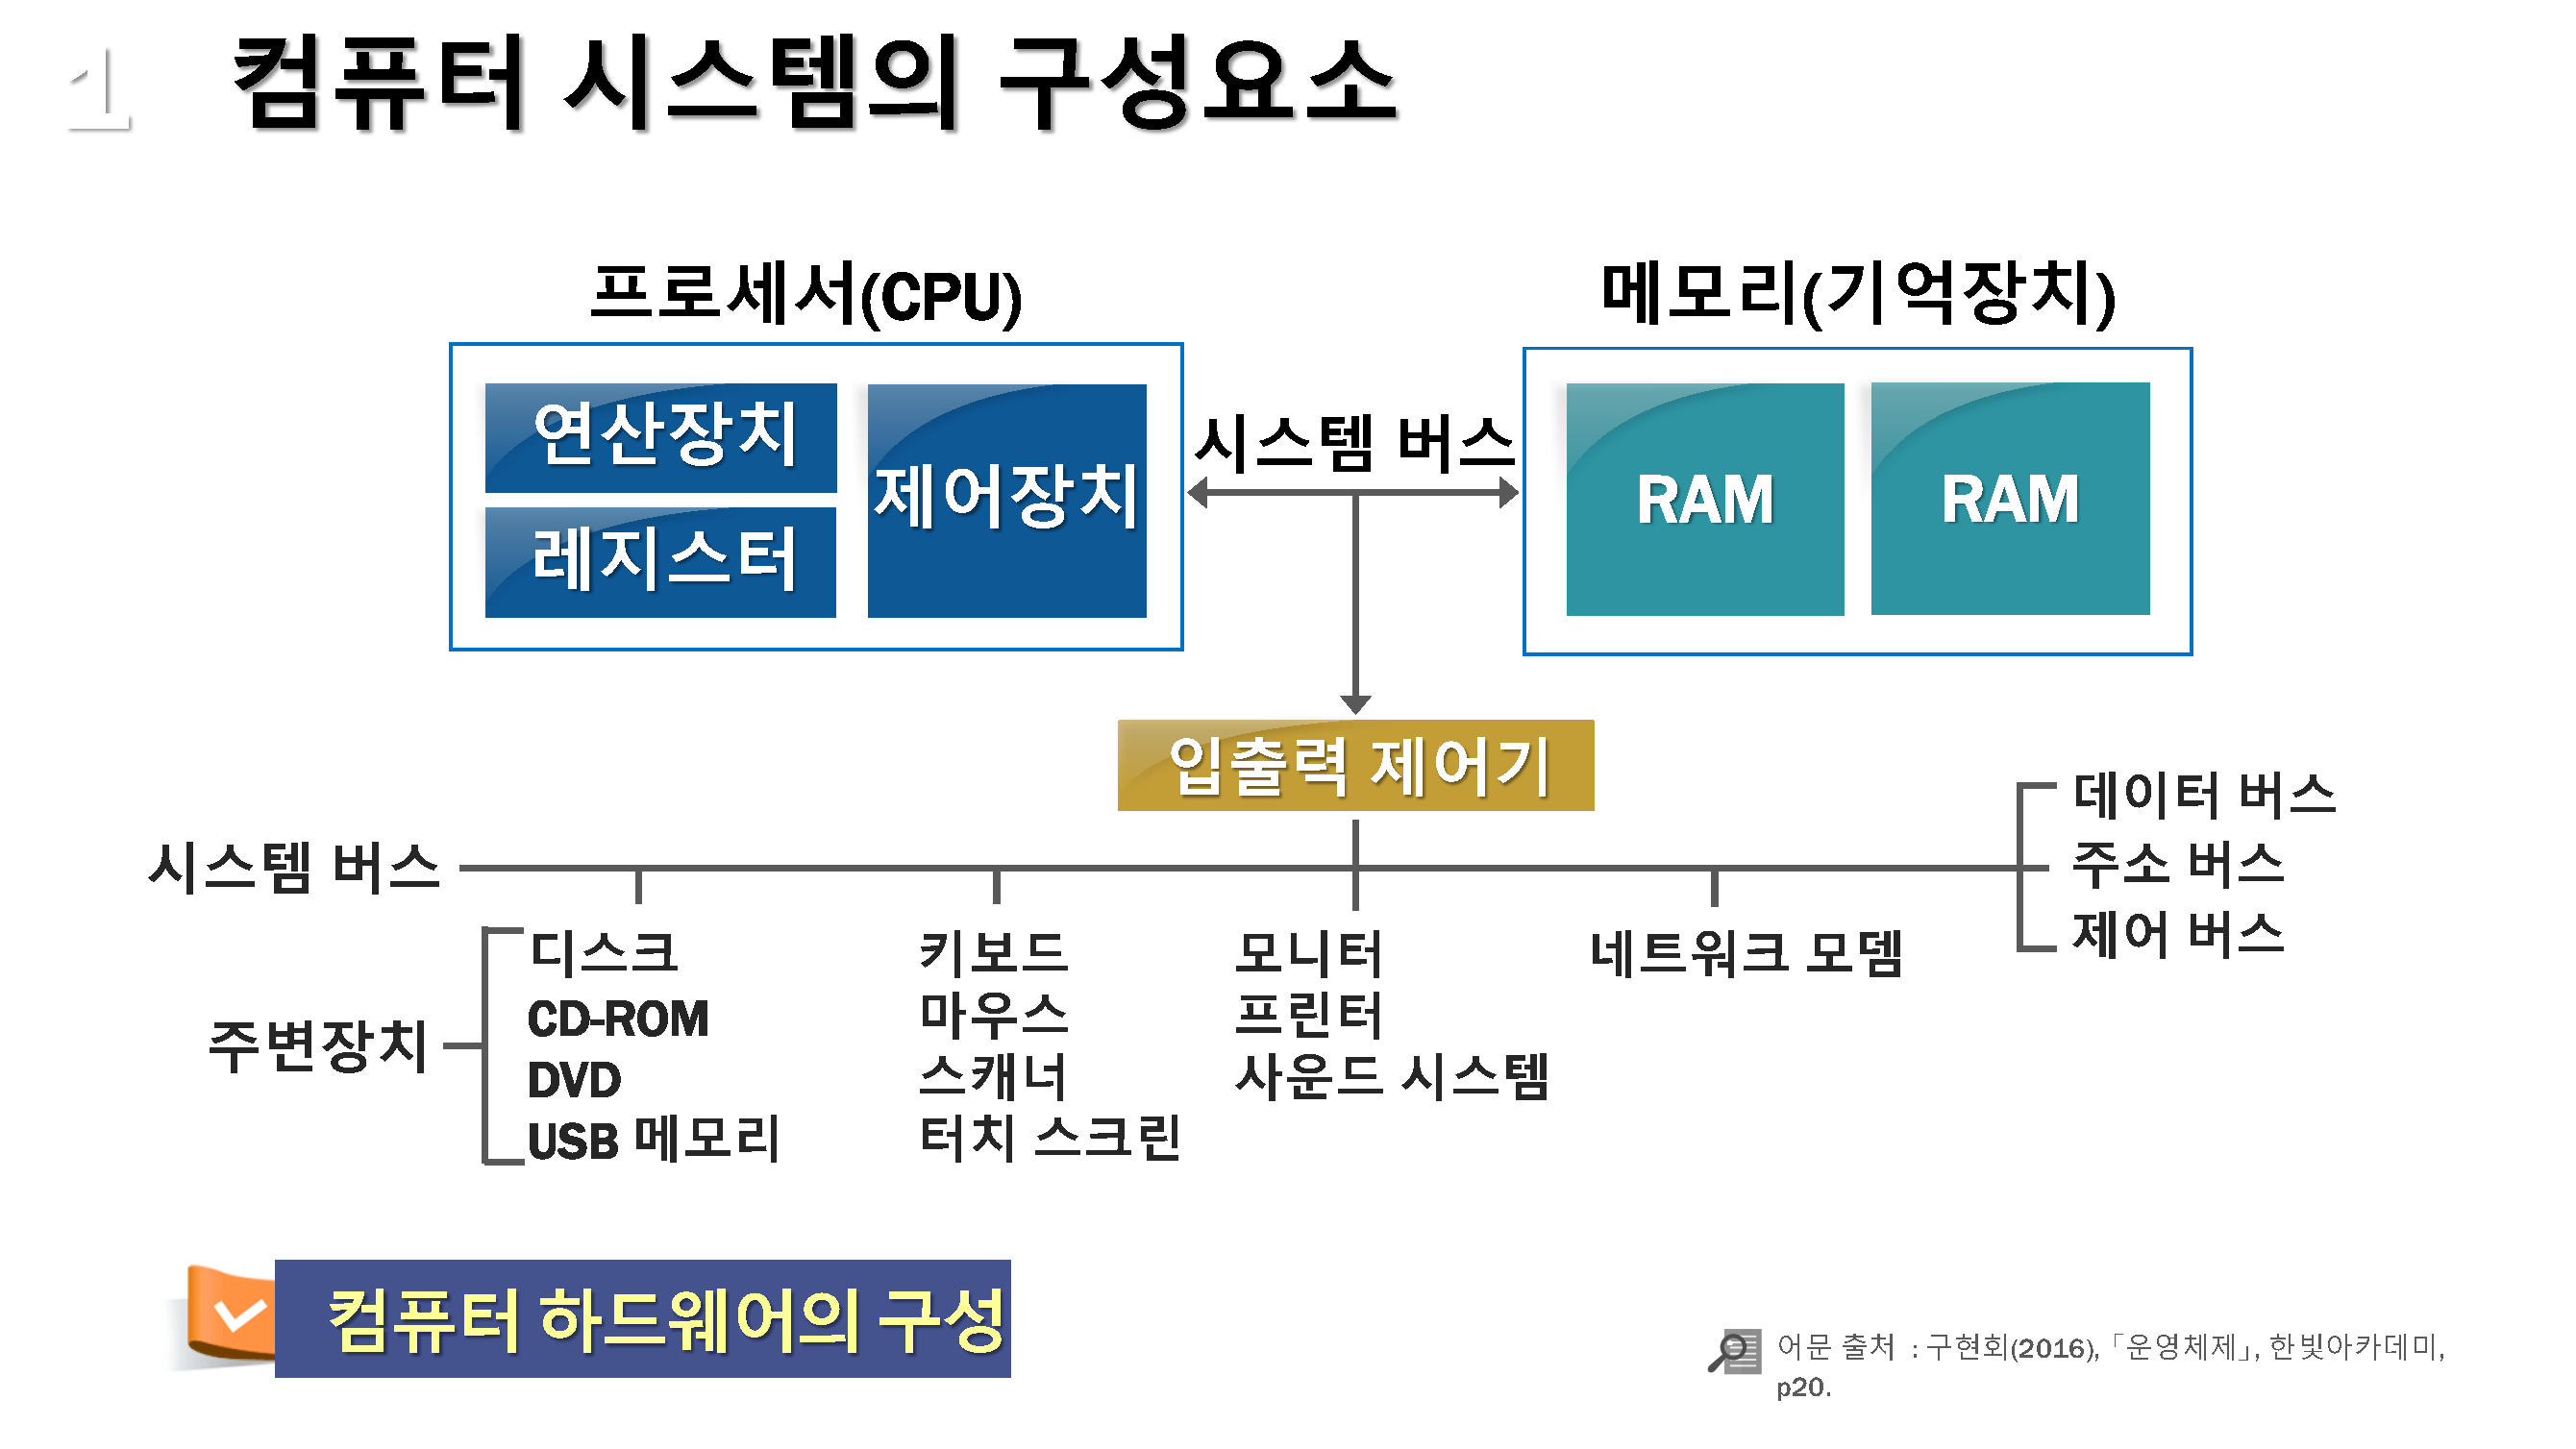 1 컴퓨터 시스템의 구성요소
프로세서(CPU)
메모리(기억장치)
연산장치
레지스터
제어장치
시스템 버스
RAM
RAM
입출력 제어기
시스템 버스
데이터 버스
주소 버스
제어 버스
주변장치
디스크
CD-ROM
DVD
USB 메모리
키보드
마우스
스캐너
터치 스크린
모니터
프린터
사운드 시스템
네트워크 모뎀
컴퓨터 하드웨어의 구성
어문 출처 : 구현회(2016), 「운영체제」, 한빛아카데미,
p20.